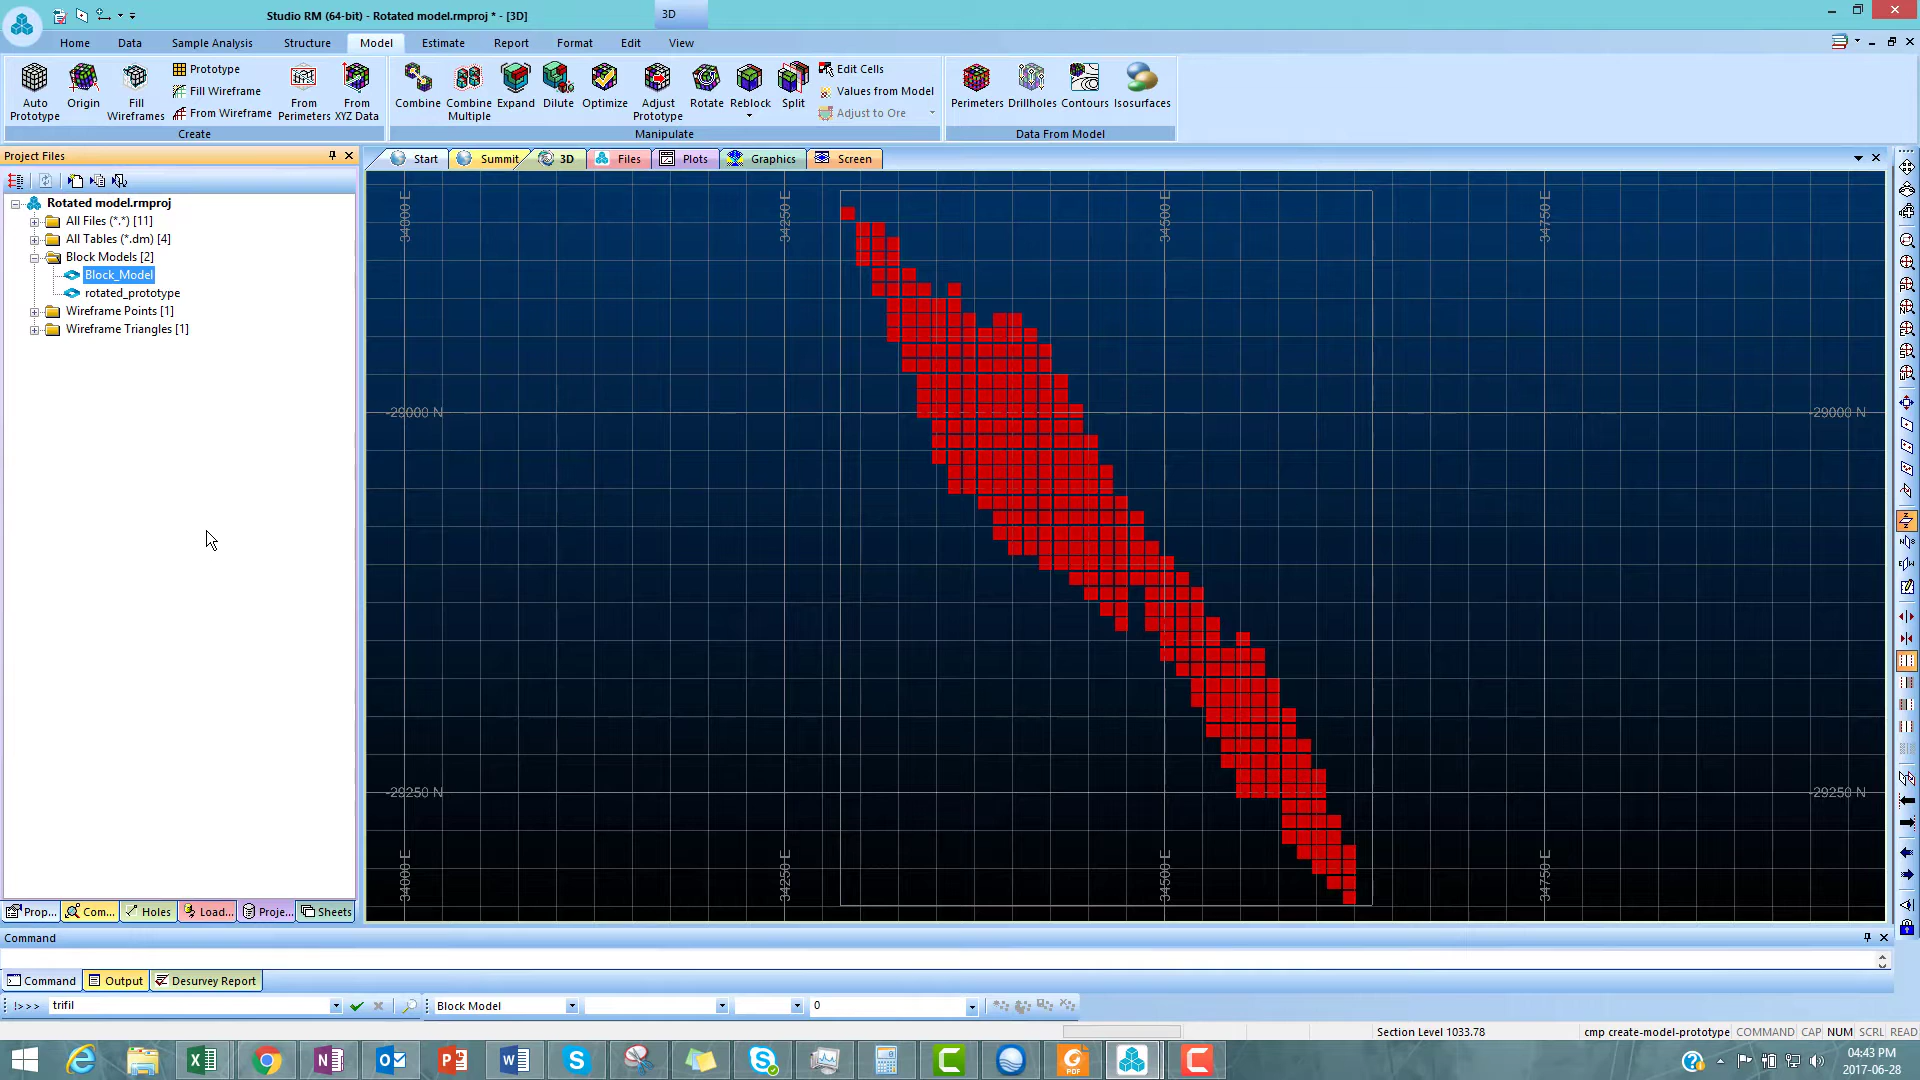 Studio RM (64-bit) - Rotated model.rmproj * - [3D]
3D
Home Data Sample Analysis Structure Model Estimate Report Format Edit View
Auto Prototype
Origin
Fill Wireframes
Prototype
Fill Wireframe
From Wireframe
From Perimeters
From XYZ Data
Create
Combine
Combine Multiple
Expand
Dilute
Optimize
Adjust Prototype
Rotate
Reblock
Split
Edit Cells
Values from Model
Adjust to Ore
Manipulate
Perimeters
Drillholes
Contours
Isosurfaces
Data From Model
Project Files
Start Summit 3D Files Plots Graphics Screen
Rotated model.rmproj
All Files (*.*) [11]
All Tables (*.dm) [4]
Block Models [2]
Block_Model
rotated_prototype
Wireframe Points [1]
Wireframe Triangles [1]
34000 E 34250 E 34500 E 34750 E
-29000 N -29000 N
-29250 N -29250 N
34000 E 34250 E 34500 E 34750 E
Prop... Com... Holes Load... Proje... Sheets
Command
Command Output Desurvey Report
!>>> trifil Block Model 0
Section Level 1033.78 cmp create-model-prototype COMMAND CAP NUM SCRL READ
04:43 PM
2017-06-28